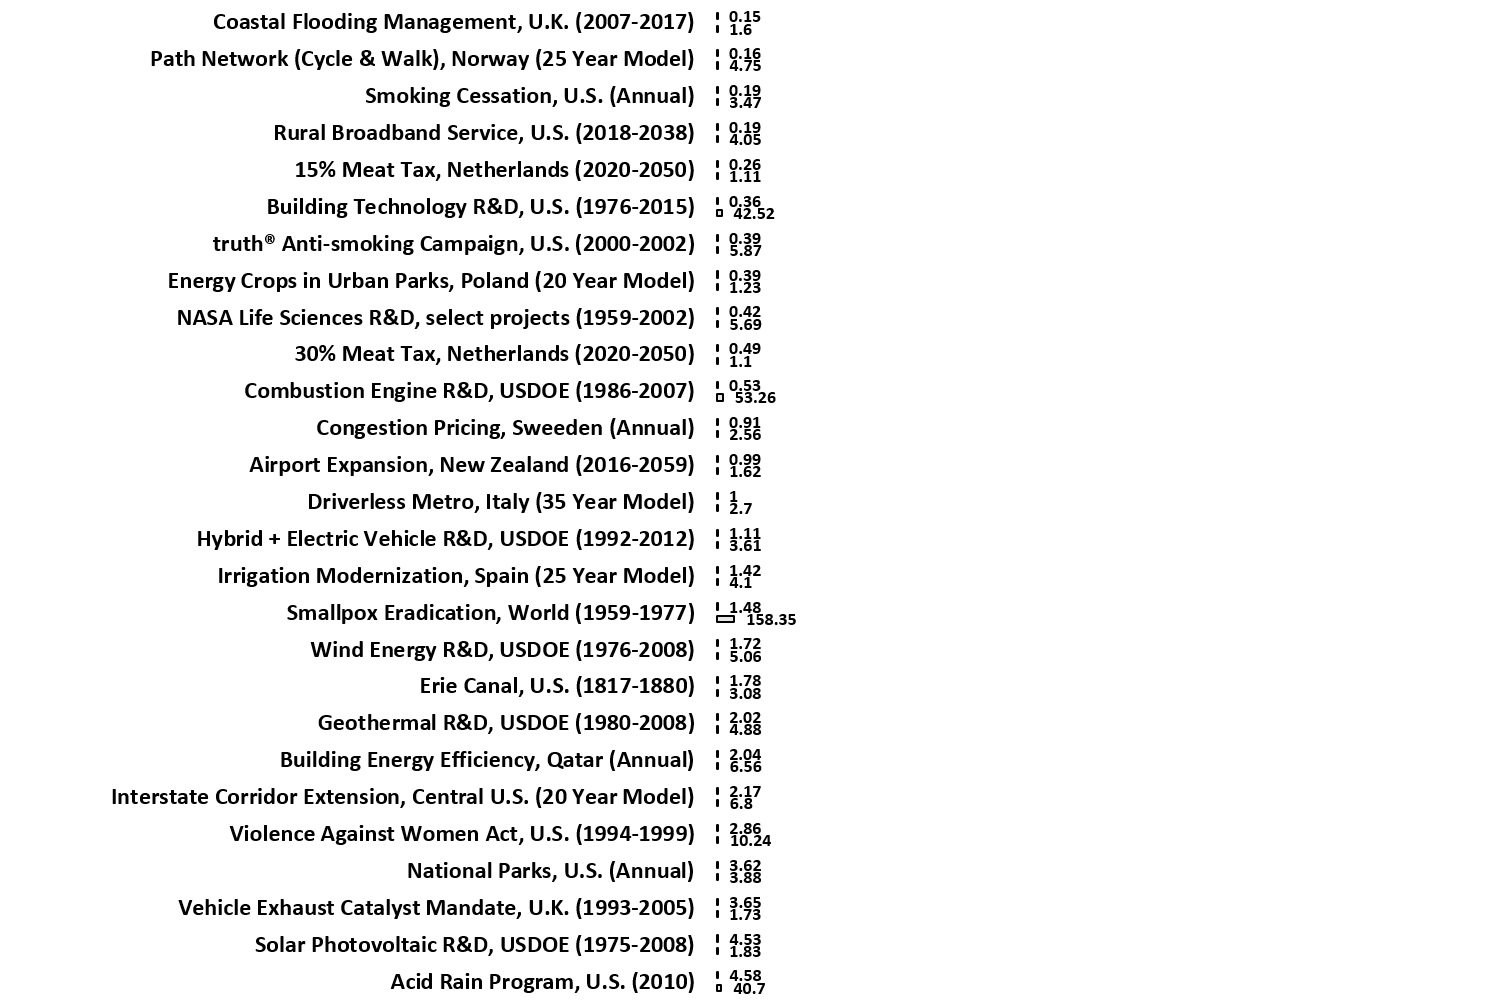 Coastal Flooding Management, U.K. (2007-2017) 0.15
1.6
Path Network (Cycle & Walk), Norway (25 Year Model) 0.16
4.75
Smoking Cessation, U.S. (Annual) 0.19
3.47
Rural Broadband Service, U.S. (2018-2038) 0.19
4.05
15% Meat Tax, Netherlands (2020-2050) 0.26
1.11
Building Technology R&D, U.S. (1976-2015) 0.36
42.52
truth® Anti-smoking Campaign, U.S. (2000-2002) 0.39
5.87
Energy Crops in Urban Parks, Poland (20 Year Model) 0.39
1.23
NASA Life Sciences R&D, select projects (1959-2002) 0.42
5.69
30% Meat Tax, Netherlands (2020-2050) 0.49
1.1
Combustion Engine R&D, USDOE (1986-2007) 0.53
53.26
Congestion Pricing, Sweeden (Annual) 0.91
2.56
Airport Expansion, New Zealand (2016-2059) 0.99
1.62
Driverless Metro, Italy (35 Year Model) 1
2.7
Hybrid + Electric Vehicle R&D, USDOE (1992-2012) 1.11
3.61
Irrigation Modernization, Spain (25 Year Model) 1.42
4.1
Smallpox Eradication, World (1959-1977) 1.48
158.35
Wind Energy R&D, USDOE (1976-2008) 1.72
5.06
Erie Canal, U.S. (1817-1880) 1.78
3.08
Geothermal R&D, USDOE (1980-2008) 2.02
4.88
Building Energy Efficiency, Qatar (Annual) 2.04
6.56
Interstate Corridor Extension, Central U.S. (20 Year Model) 2.17
6.8
Violence Against Women Act, U.S. (1994-1999) 2.86
10.24
National Parks, U.S. (Annual) 3.62
3.88
Vehicle Exhaust Catalyst Mandate, U.K. (1993-2005) 3.65
1.73
Solar Photovoltaic R&D, USDOE (1975-2008) 4.53
1.83
Acid Rain Program, U.S. (2010) 4.58
40.7